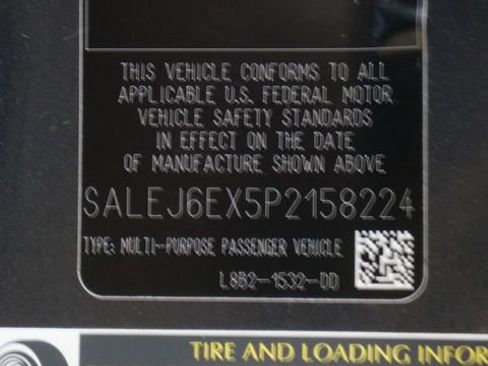 THIS VEHICLE CONFORMS TO ALL
APPLICABLE U.S. FEDERAL MOTOR
VEHICLE SAFETY STANDARDS
IN EFFECT ON THE DATE
OF MANUFACTURE SHOWN ABOVE
SALEJ6EX5P2158224
TYPE: MULTI-PURPOSE PASSENGER VEHICLE
L8B2-1532-DD
TIRE AND LOADING INFOR